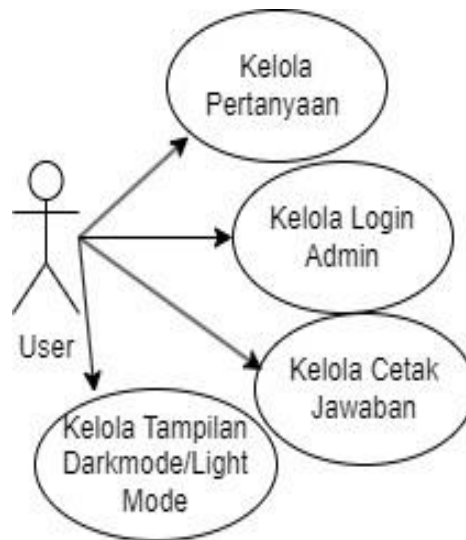 Kelola
Pertanyaan
Kelola Login
Admin
User
Kelola Cetak
Jawaban
Kelola Tampilan
Darkmode/Light
Mode